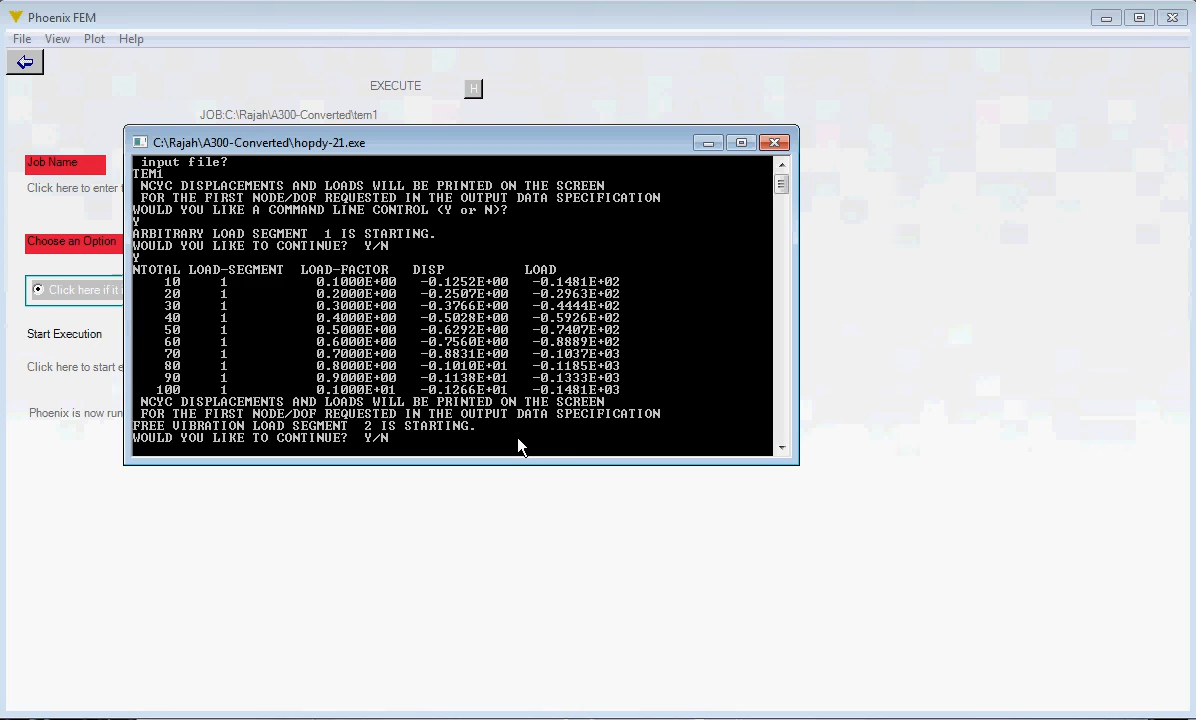 Phoenix FEM
File View Plot Help
EXECUTE H
JOB:C:\Rajah\A300-Converted\tem1
Job Name
Click here to enter
Choose an Option
Click here if it
Start Execution
Click here to start
Phoenix is now run
C:\Rajah\A300-Converted\hopdy-21.exe
input file?
TEM1
NCYC DISPLACEMENTS AND LOADS WILL BE PRINTED ON THE SCREEN
FOR THE FIRST NODE/DOF REQUESTED IN THE OUTPUT DATA SPECIFICATION
WOULD YOU LIKE A COMMAND LINE CONTROL (Y or N)?
Y
ARBITRARY LOAD SEGMENT 1 IS STARTING.
WOULD YOU LIKE TO CONTINUE? Y/N
Y
NTOTAL LOAD-SEGMENT LOAD-FACTOR DISP LOAD
10 1 0.1000E+00 -0.1252E+00 -0.1481E+02
20 1 0.2000E+00 -0.2507E+00 -0.2963E+02
30 1 0.3000E+00 -0.3766E+00 -0.4444E+02
40 1 0.4000E+00 -0.5028E+00 -0.5926E+02
50 1 0.5000E+00 -0.6292E+00 -0.7407E+02
60 1 0.6000E+00 -0.7560E+00 -0.8889E+02
70 1 0.7000E+00 -0.8831E+00 -0.1037E+03
80 1 0.8000E+00 -0.1010E+01 -0.1185E+03
90 1 0.9000E+00 -0.1138E+01 -0.1333E+03
100 1 0.1000E+01 -0.1266E+01 -0.1481E+03
NCYC DISPLACEMENTS AND LOADS WILL BE PRINTED ON THE SCREEN
FOR THE FIRST NODE/DOF REQUESTED IN THE OUTPUT DATA SPECIFICATION
FREE VIBRATION LOAD SEGMENT 2 IS STARTING.
WOULD YOU LIKE TO CONTINUE? Y/N